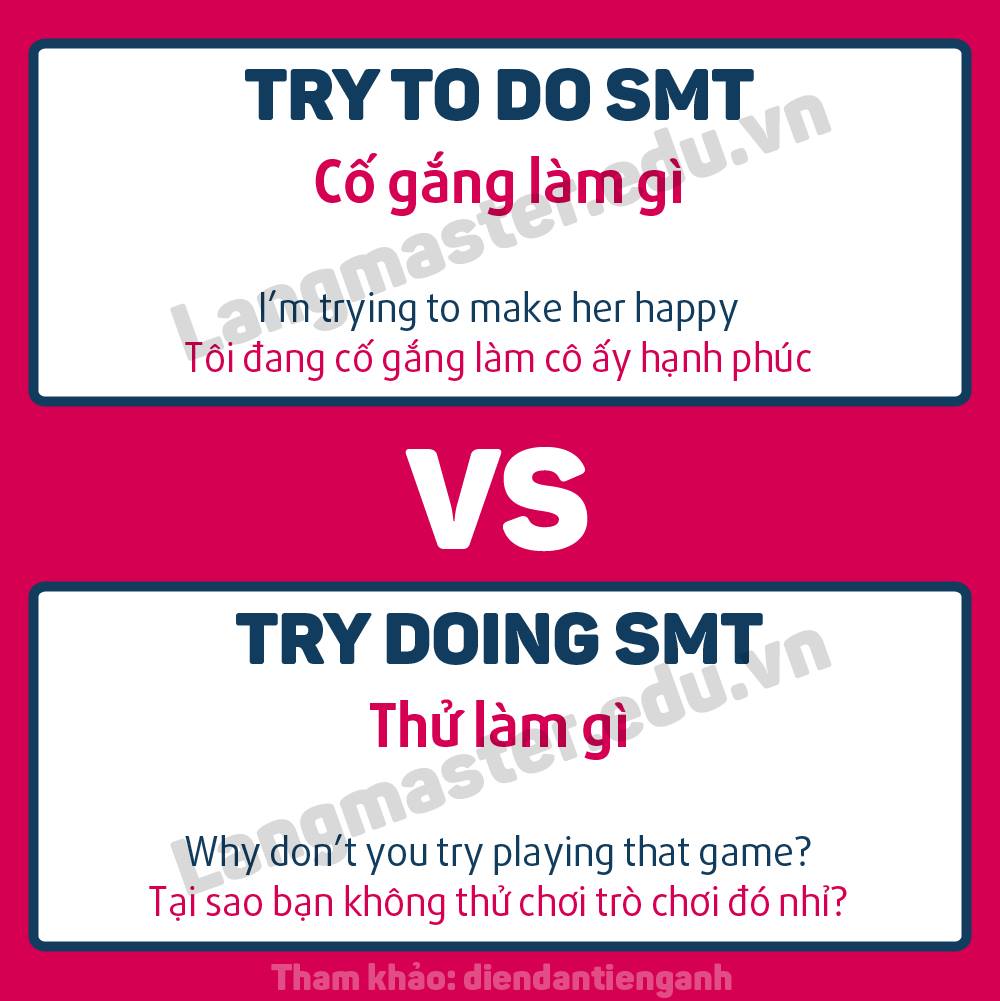 TRY TO DO SMT
Cố gắng làm gì
Langmaster.edu.vn
I'm trying to make her happy
Tôi đang cố gắng làm cô ấy hạnh phúc
VS
TRY DOING SMT
Thử làm gì
Langmaster.edu.vn
Why don't you try playing that game?
Tại sao bạn không thử chơi trò chơi đó nhỉ?
Tham khảo: diendantienganh